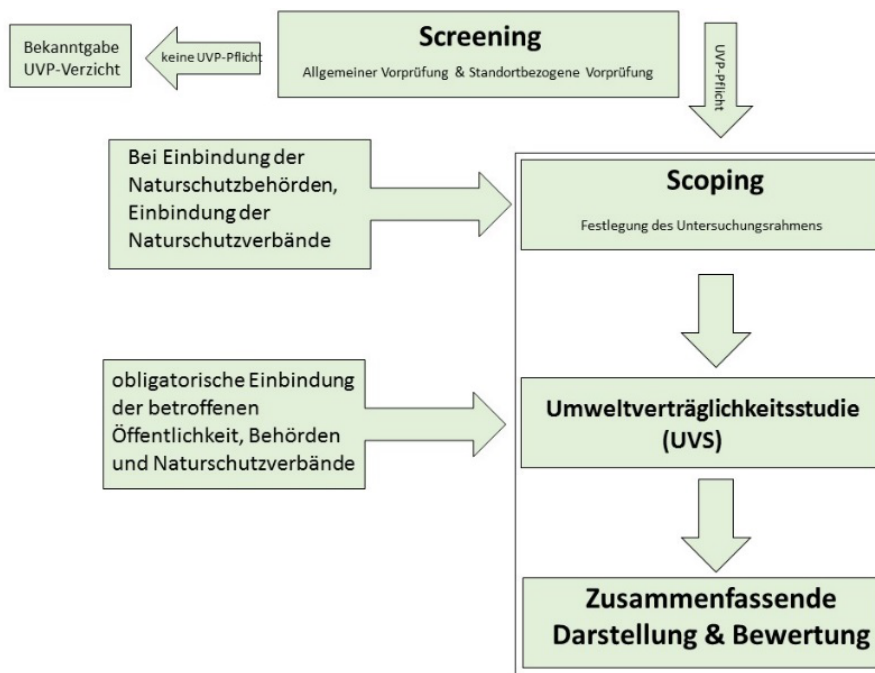 Screening
Allgemeiner Vorprüfung & Standortbezogene Vorprüfung
keine UVP-Pflicht
Bekanntgabe
UVP-Verzicht
UVP-Pflicht
Bei Einbindung der
Naturschutzbehörden,
Einbindung der
Naturschutzverbände
Scoping
Festlegung des Untersuchungsrahmens
obligatorische Einbindung
der betroffenen
Öffentlichkeit, Behörden
und Naturschutzverbände
Umweltverträglichkeitsstudie
(UVS)
Zusammenfassende
Darstellung & Bewertung